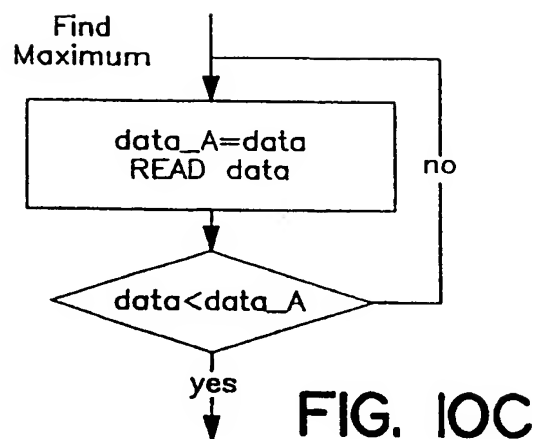 Find
Maximum
data_A=data
READ data
no
data<data_A
yes
FIG. 10C